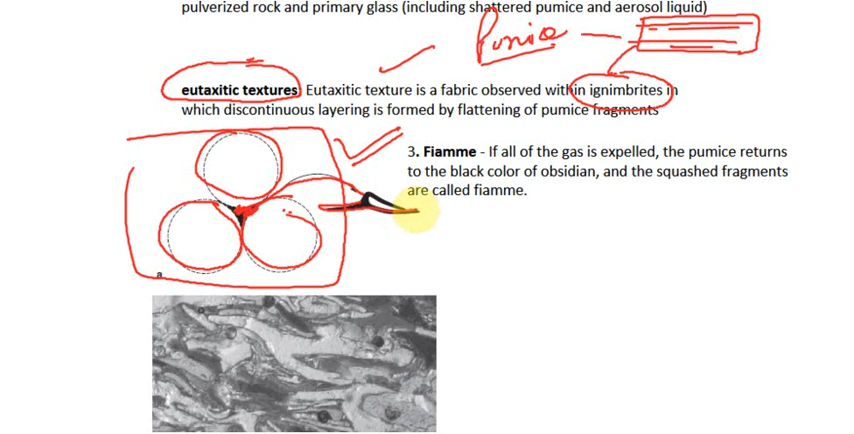 pulverized rock and primary glass (including shattered pumice and aerosol liquid)
Pumice
eutaxitic textures: Eutaxitic texture is a fabric observed within ignimbrites in
which discontinuous layering is formed by flattening of pumice fragments
3. Fiamme - If all of the gas is expelled, the pumice returns
to the black color of obsidian, and the squashed fragments
are called fiamme.
a